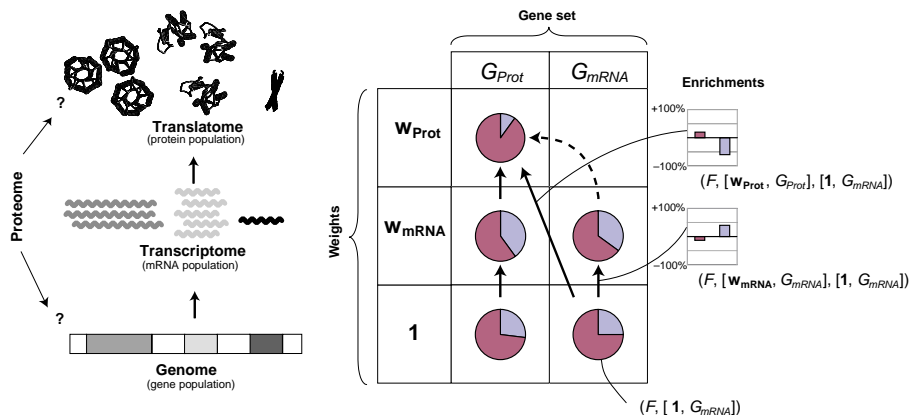 ?
Translatome
(protein population)
Proteome
Transcriptome
(mRNA population)
?
Genome
(gene population)
Gene set
G_Prot
G_mRNA
Weights
w_Prot
w_mRNA
1
Enrichments
+100%
−100%
(F, [w_Prot, G_Prot], [1, G_mRNA])
+100%
−100%
(F, [w_mRNA, G_mRNA], [1, G_mRNA])
(F, [ 1, G_mRNA])